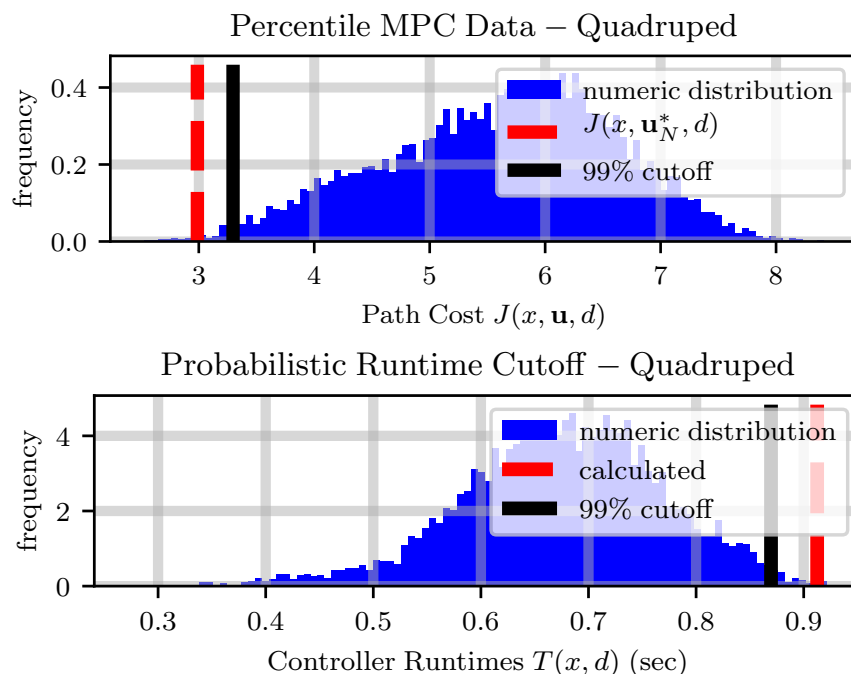 Percentile MPC Data – Quadruped
frequency
0.4
0.2
0.0
numeric distribution
J(x, u*_N, d)
99% cutoff
3 4 5 6 7 8
Path Cost J(x, u, d)
Probabilistic Runtime Cutoff – Quadruped
frequency
4
2
0
numeric distribution
calculated
99% cutoff
0.3 0.4 0.5 0.6 0.7 0.8 0.9
Controller Runtimes T(x, d) (sec)